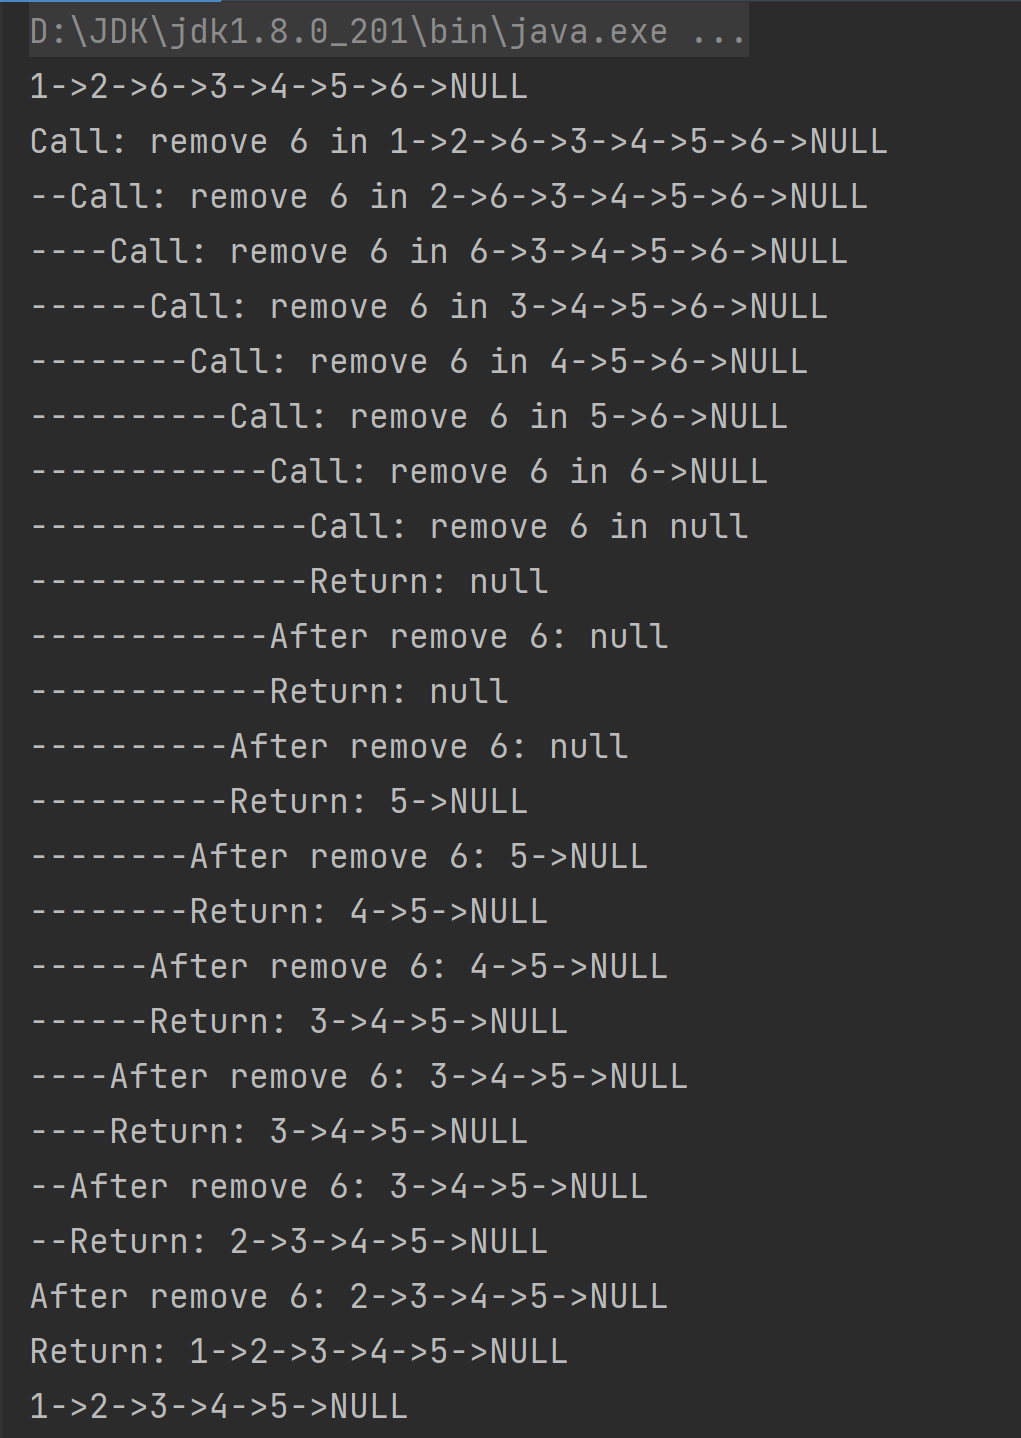 D:\JDK\jdk1.8.0_201\bin\java.exe ...
1->2->6->3->4->5->6->NULL
Call: remove 6 in 1->2->6->3->4->5->6->NULL
--Call: remove 6 in 2->6->3->4->5->6->NULL
----Call: remove 6 in 6->3->4->5->6->NULL
------Call: remove 6 in 3->4->5->6->NULL
--------Call: remove 6 in 4->5->6->NULL
----------Call: remove 6 in 5->6->NULL
------------Call: remove 6 in 6->NULL
--------------Call: remove 6 in null
--------------Return: null
------------After remove 6: null
------------Return: null
----------After remove 6: null
----------Return: 5->NULL
--------After remove 6: 5->NULL
--------Return: 4->5->NULL
------After remove 6: 4->5->NULL
------Return: 3->4->5->NULL
----After remove 6: 3->4->5->NULL
----Return: 3->4->5->NULL
--After remove 6: 3->4->5->NULL
--Return: 2->3->4->5->NULL
After remove 6: 2->3->4->5->NULL
Return: 1->2->3->4->5->NULL
1->2->3->4->5->NULL